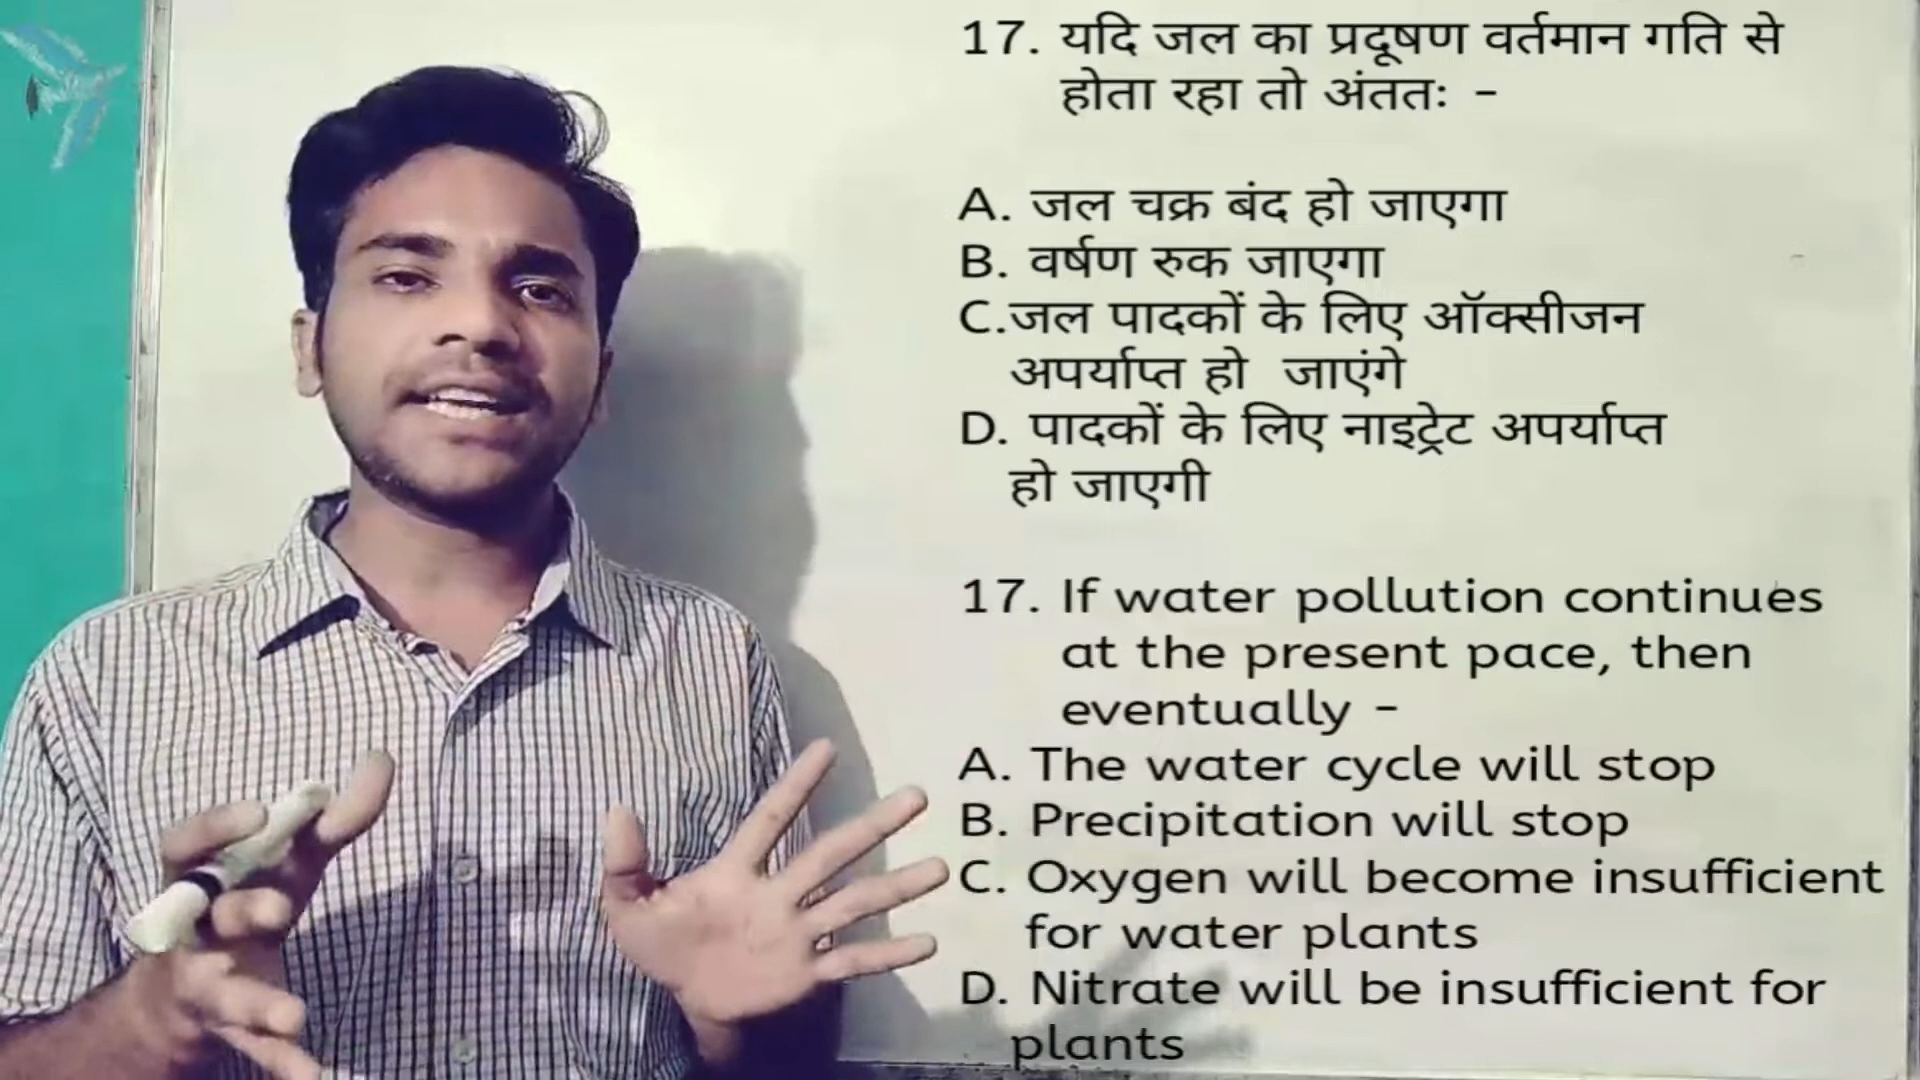 17. यदि जल का प्रदूषण वर्तमान गति से
होता रहा तो अंततः -
A. जल चक्र बंद हो जाएगा
B. वर्षण रुक जाएगा
C.जल पादकों के लिए ऑक्सीजन
अपर्याप्त हो जाएंगे
D. पादकों के लिए नाइट्रेट अपर्याप्त
हो जाएगी
17. If water pollution continues
at the present pace, then
eventually -
A. The water cycle will stop
B. Precipitation will stop
C. Oxygen will become insufficient
for water plants
D. Nitrate will be insufficient for
plants